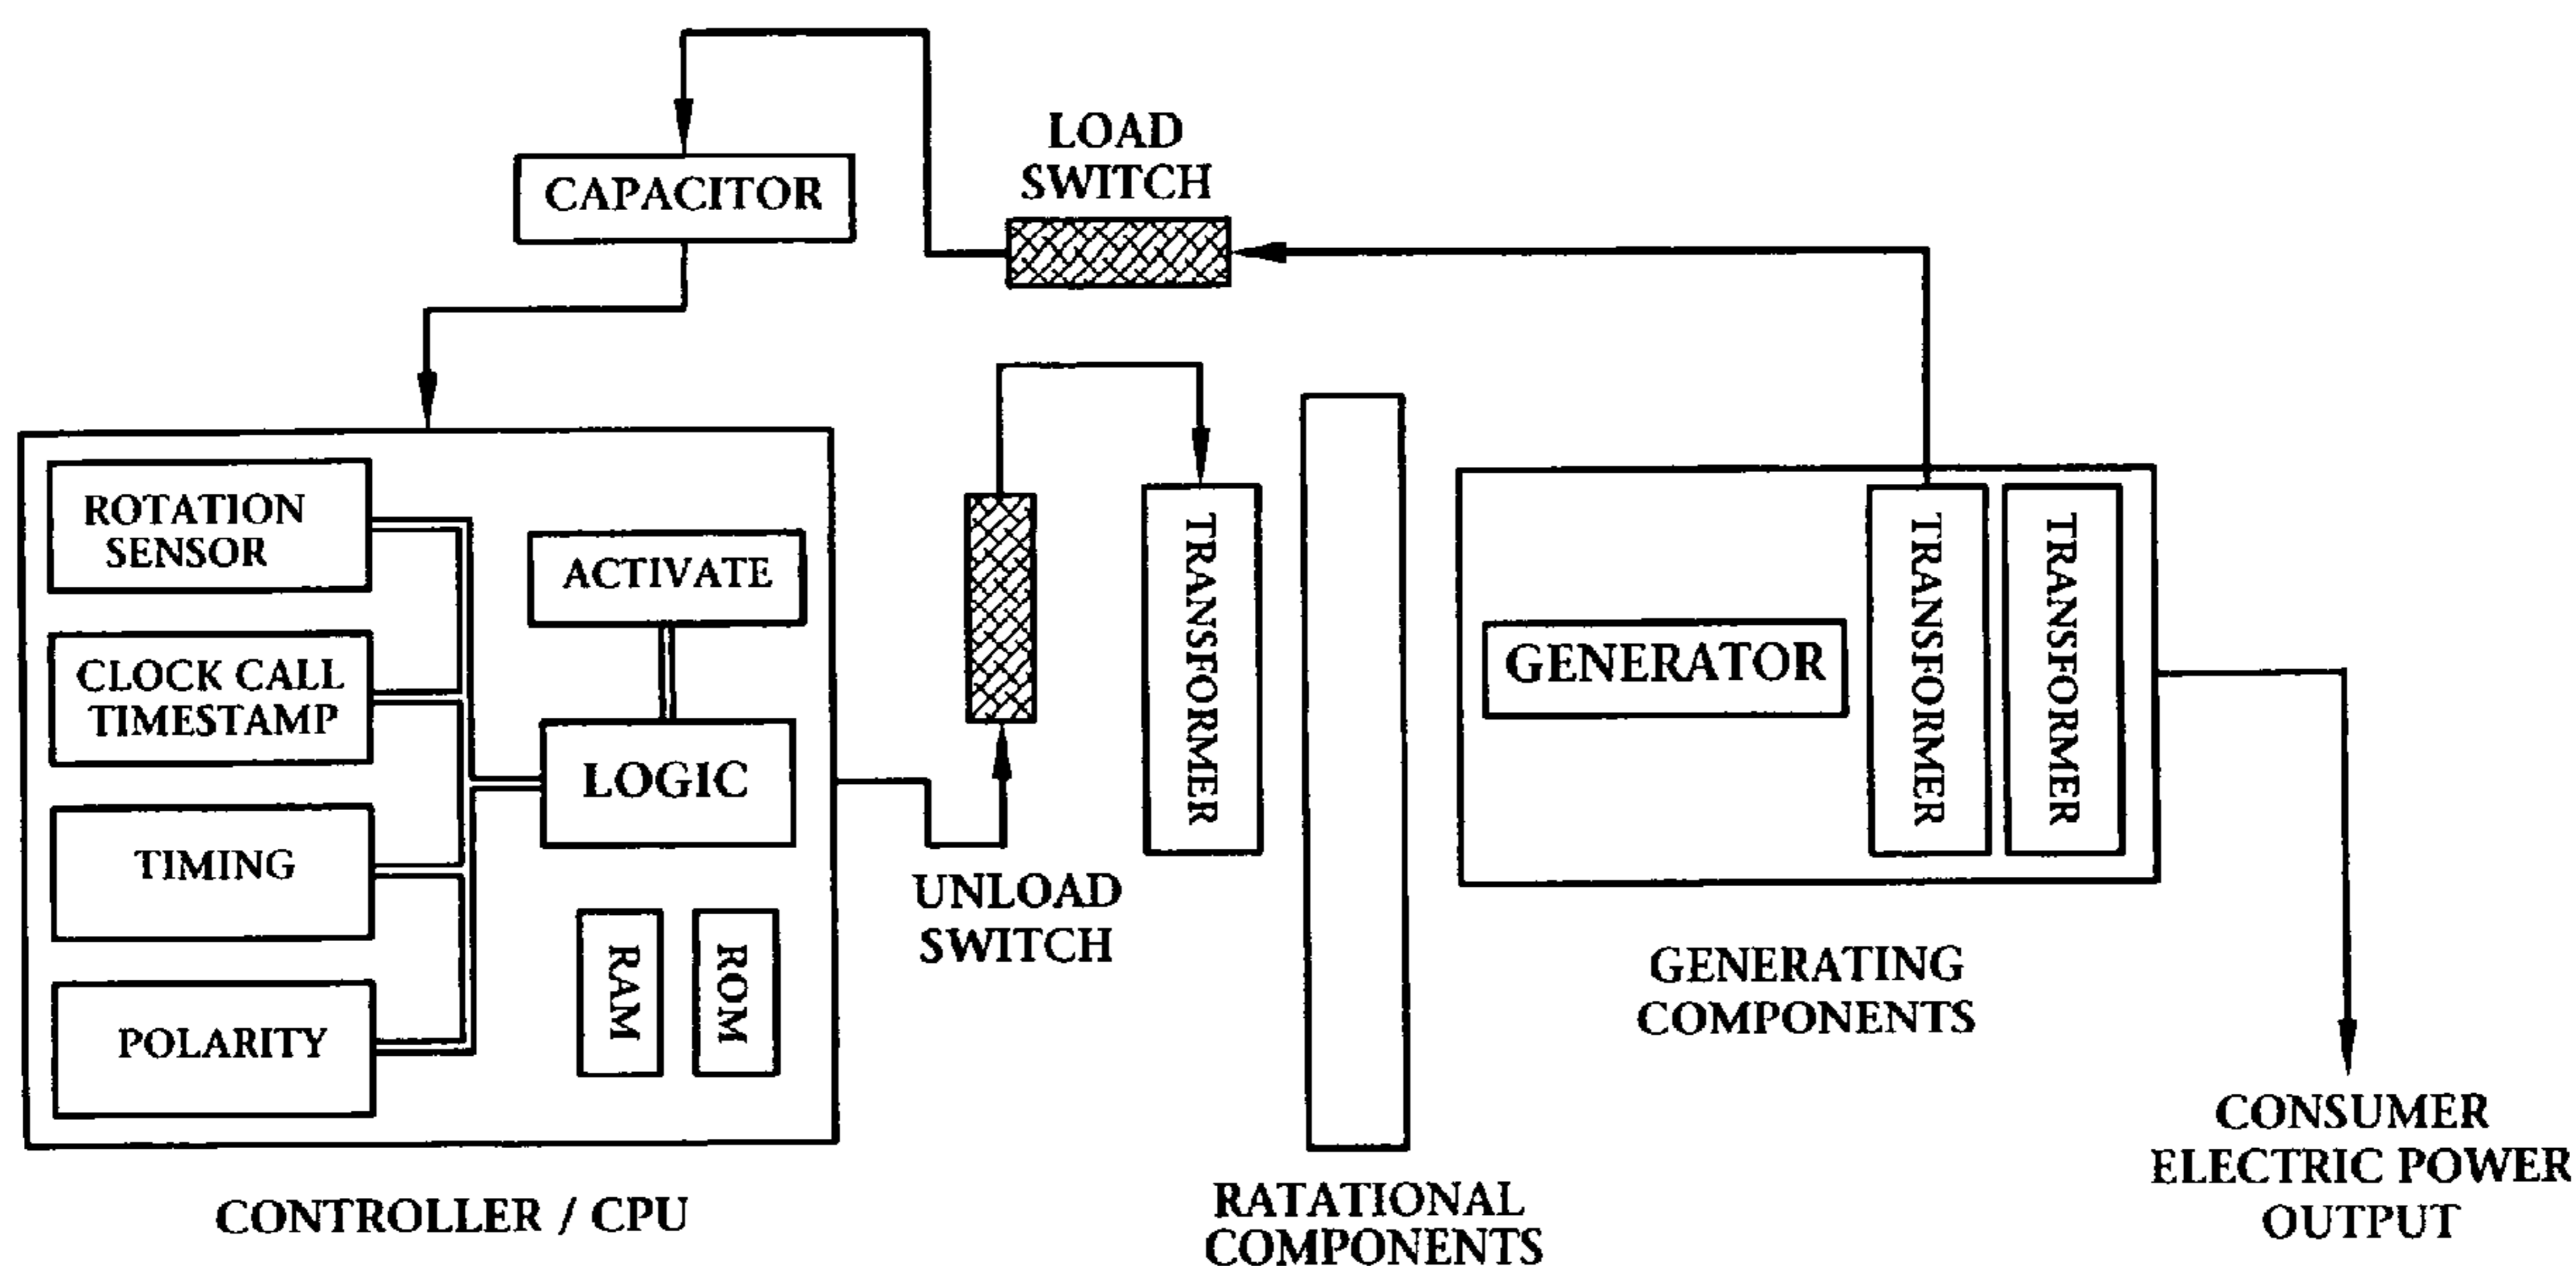 LOAD
SWITCH
CAPACITOR
ROTATION
SENSOR
ACTIVATE
CLOCK CALL
TIMESTAMP
LOGIC
TIMING
POLARITY
RAM
ROM
CONTROLLER / CPU
UNLOAD
SWITCH
TRANSFORMER
RATATIONAL
COMPONENTS
GENERATOR
TRANSFORMER
TRANSFORMER
GENERATING
COMPONENTS
CONSUMER
ELECTRIC POWER
OUTPUT